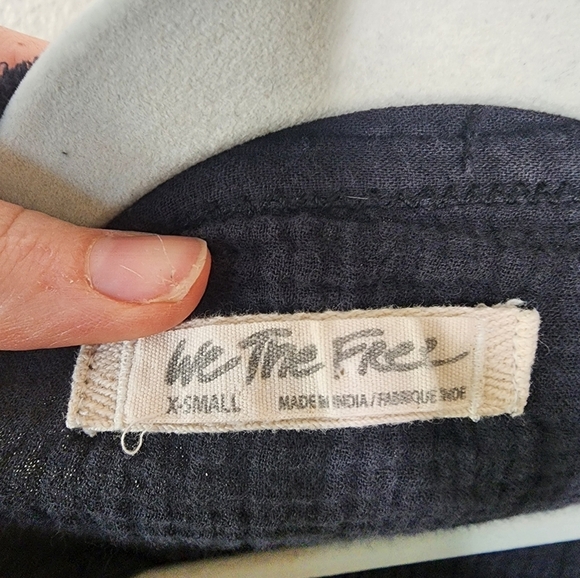 We The Free
X-SMALL MADE IN INDIA / FABRIQUE INDE